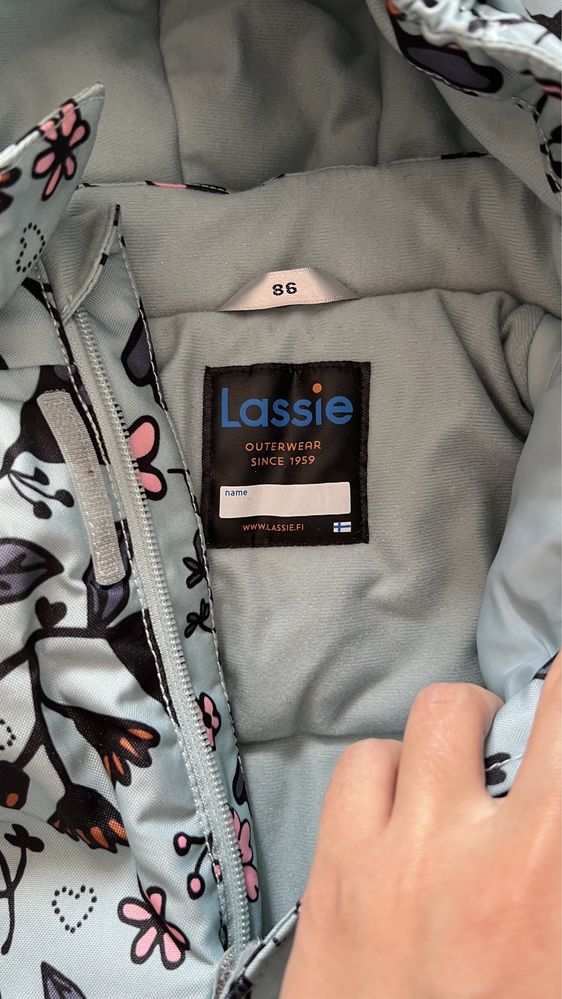 86
Lassie
OUTERWEAR
SINCE 1959
name
WWW.LASSIE.FI